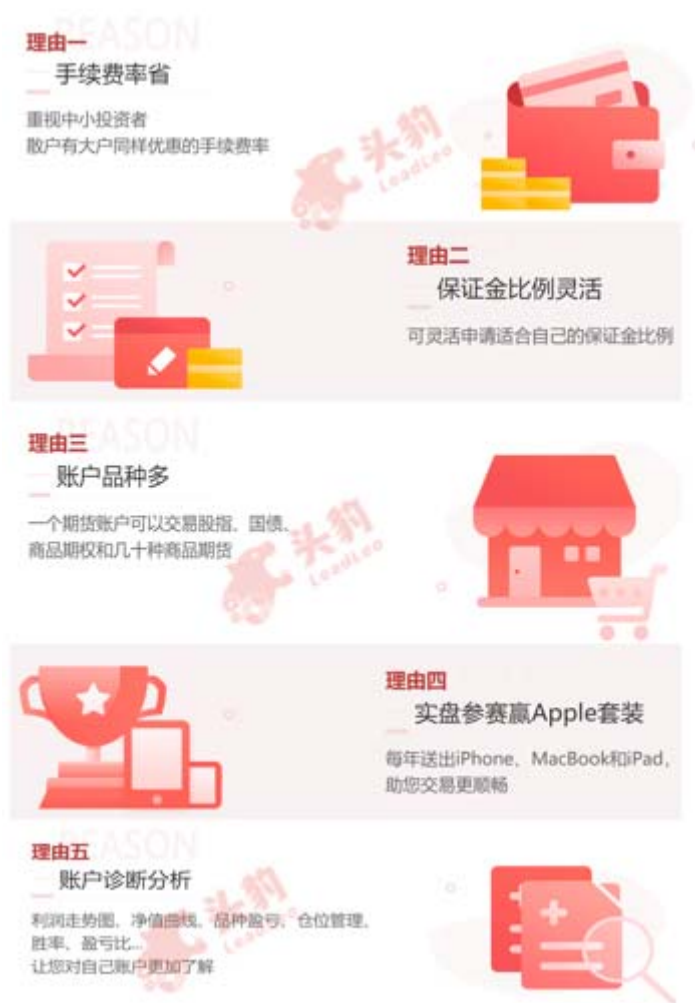 REASON
理由一
手续费率省
重视中小投资者
散户有大户同样优惠的手续费率
头豹
LeadLeo
理由二
保证金比例灵活
可灵活申请适合自己的保证金比例
REASON
理由三
账户品种多
一个期货账户可以交易股指、国债、
商品期权和几十种商品期货
头豹
LeadLeo
理由四
实盘参赛赢Apple套装
每年送出iPhone、MacBook和iPad，
助您交易更顺畅
REASON
理由五
账户诊断分析
利润走势图、净值曲线、品种盈亏、仓位管理、
胜率、盈亏比...
让您对自己账户更加了解
头豹
LeadLeo